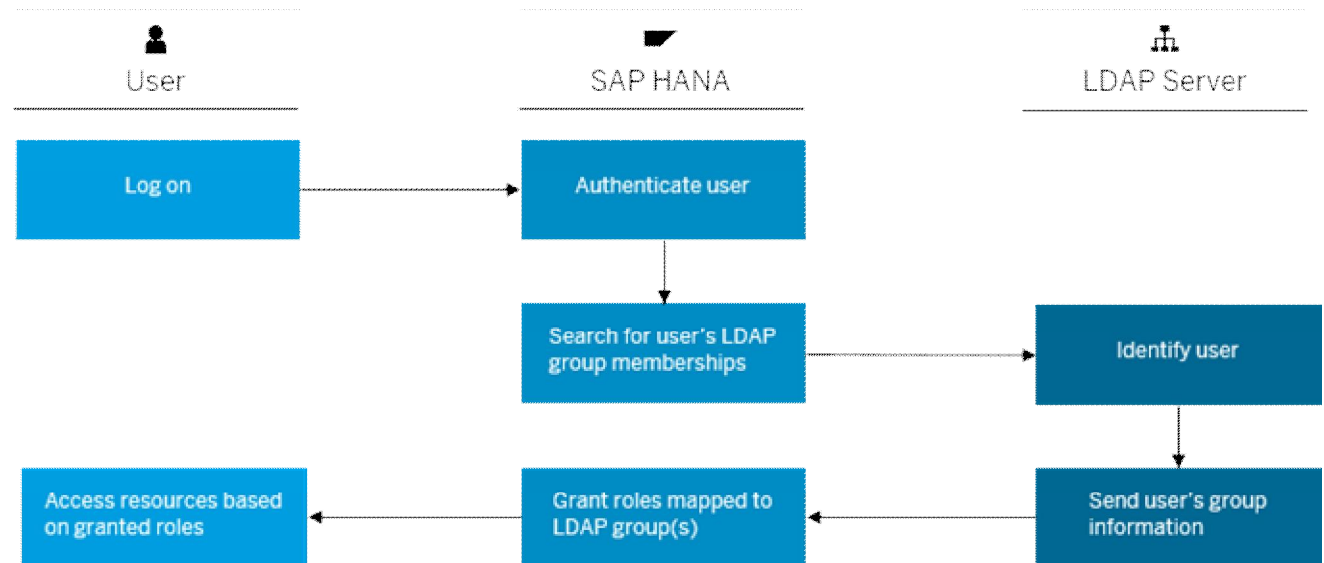 User
SAP HANA
LDAP Server
Log on
Authenticate user
Search for user's LDAP
group memberships
Identify user
Access resources based
on granted roles
Grant roles mapped to
LDAP group(s)
Send user's group
information